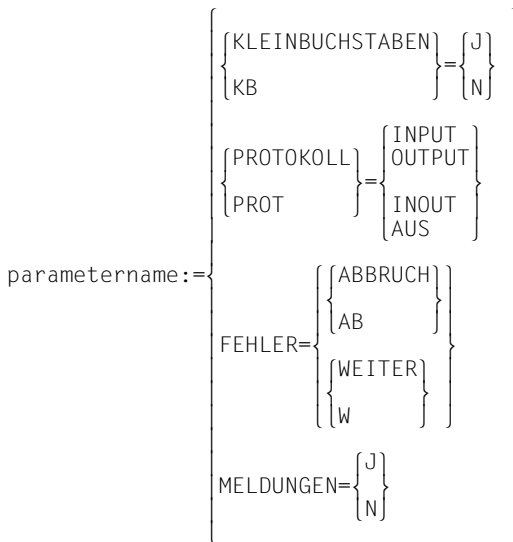 KLEINBUCHSTABEN = J
KB N
PROTOKOLL = INPUT
OUTPUT
PROT INOUT
AUS
parametername:=
ABBRUCH
AB
FEHLER=
WEITER
W
MELDUNGEN= J
N